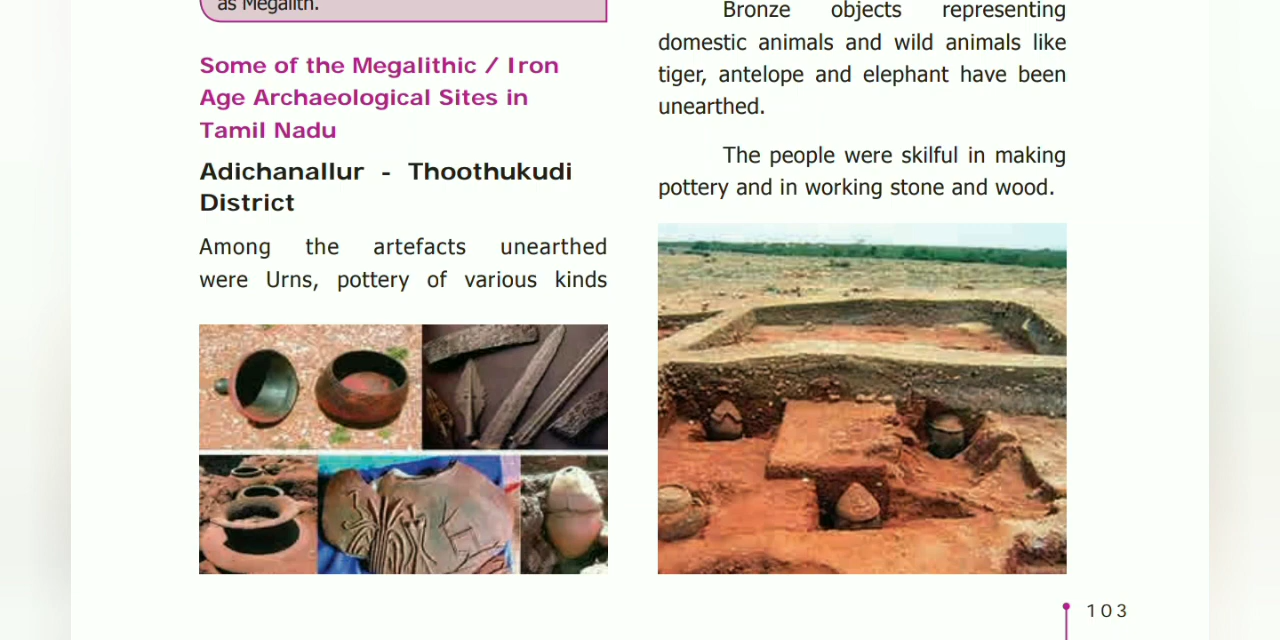 as Megalith.
Some of the Megalithic / Iron
Age Archaeological Sites in
Tamil Nadu
Adichanallur - Thoothukudi
District
Among the artefacts unearthed
were Urns, pottery of various kinds
Bronze objects representing
domestic animals and wild animals like
tiger, antelope and elephant have been
unearthed.
The people were skilful in making
pottery and in working stone and wood.
103